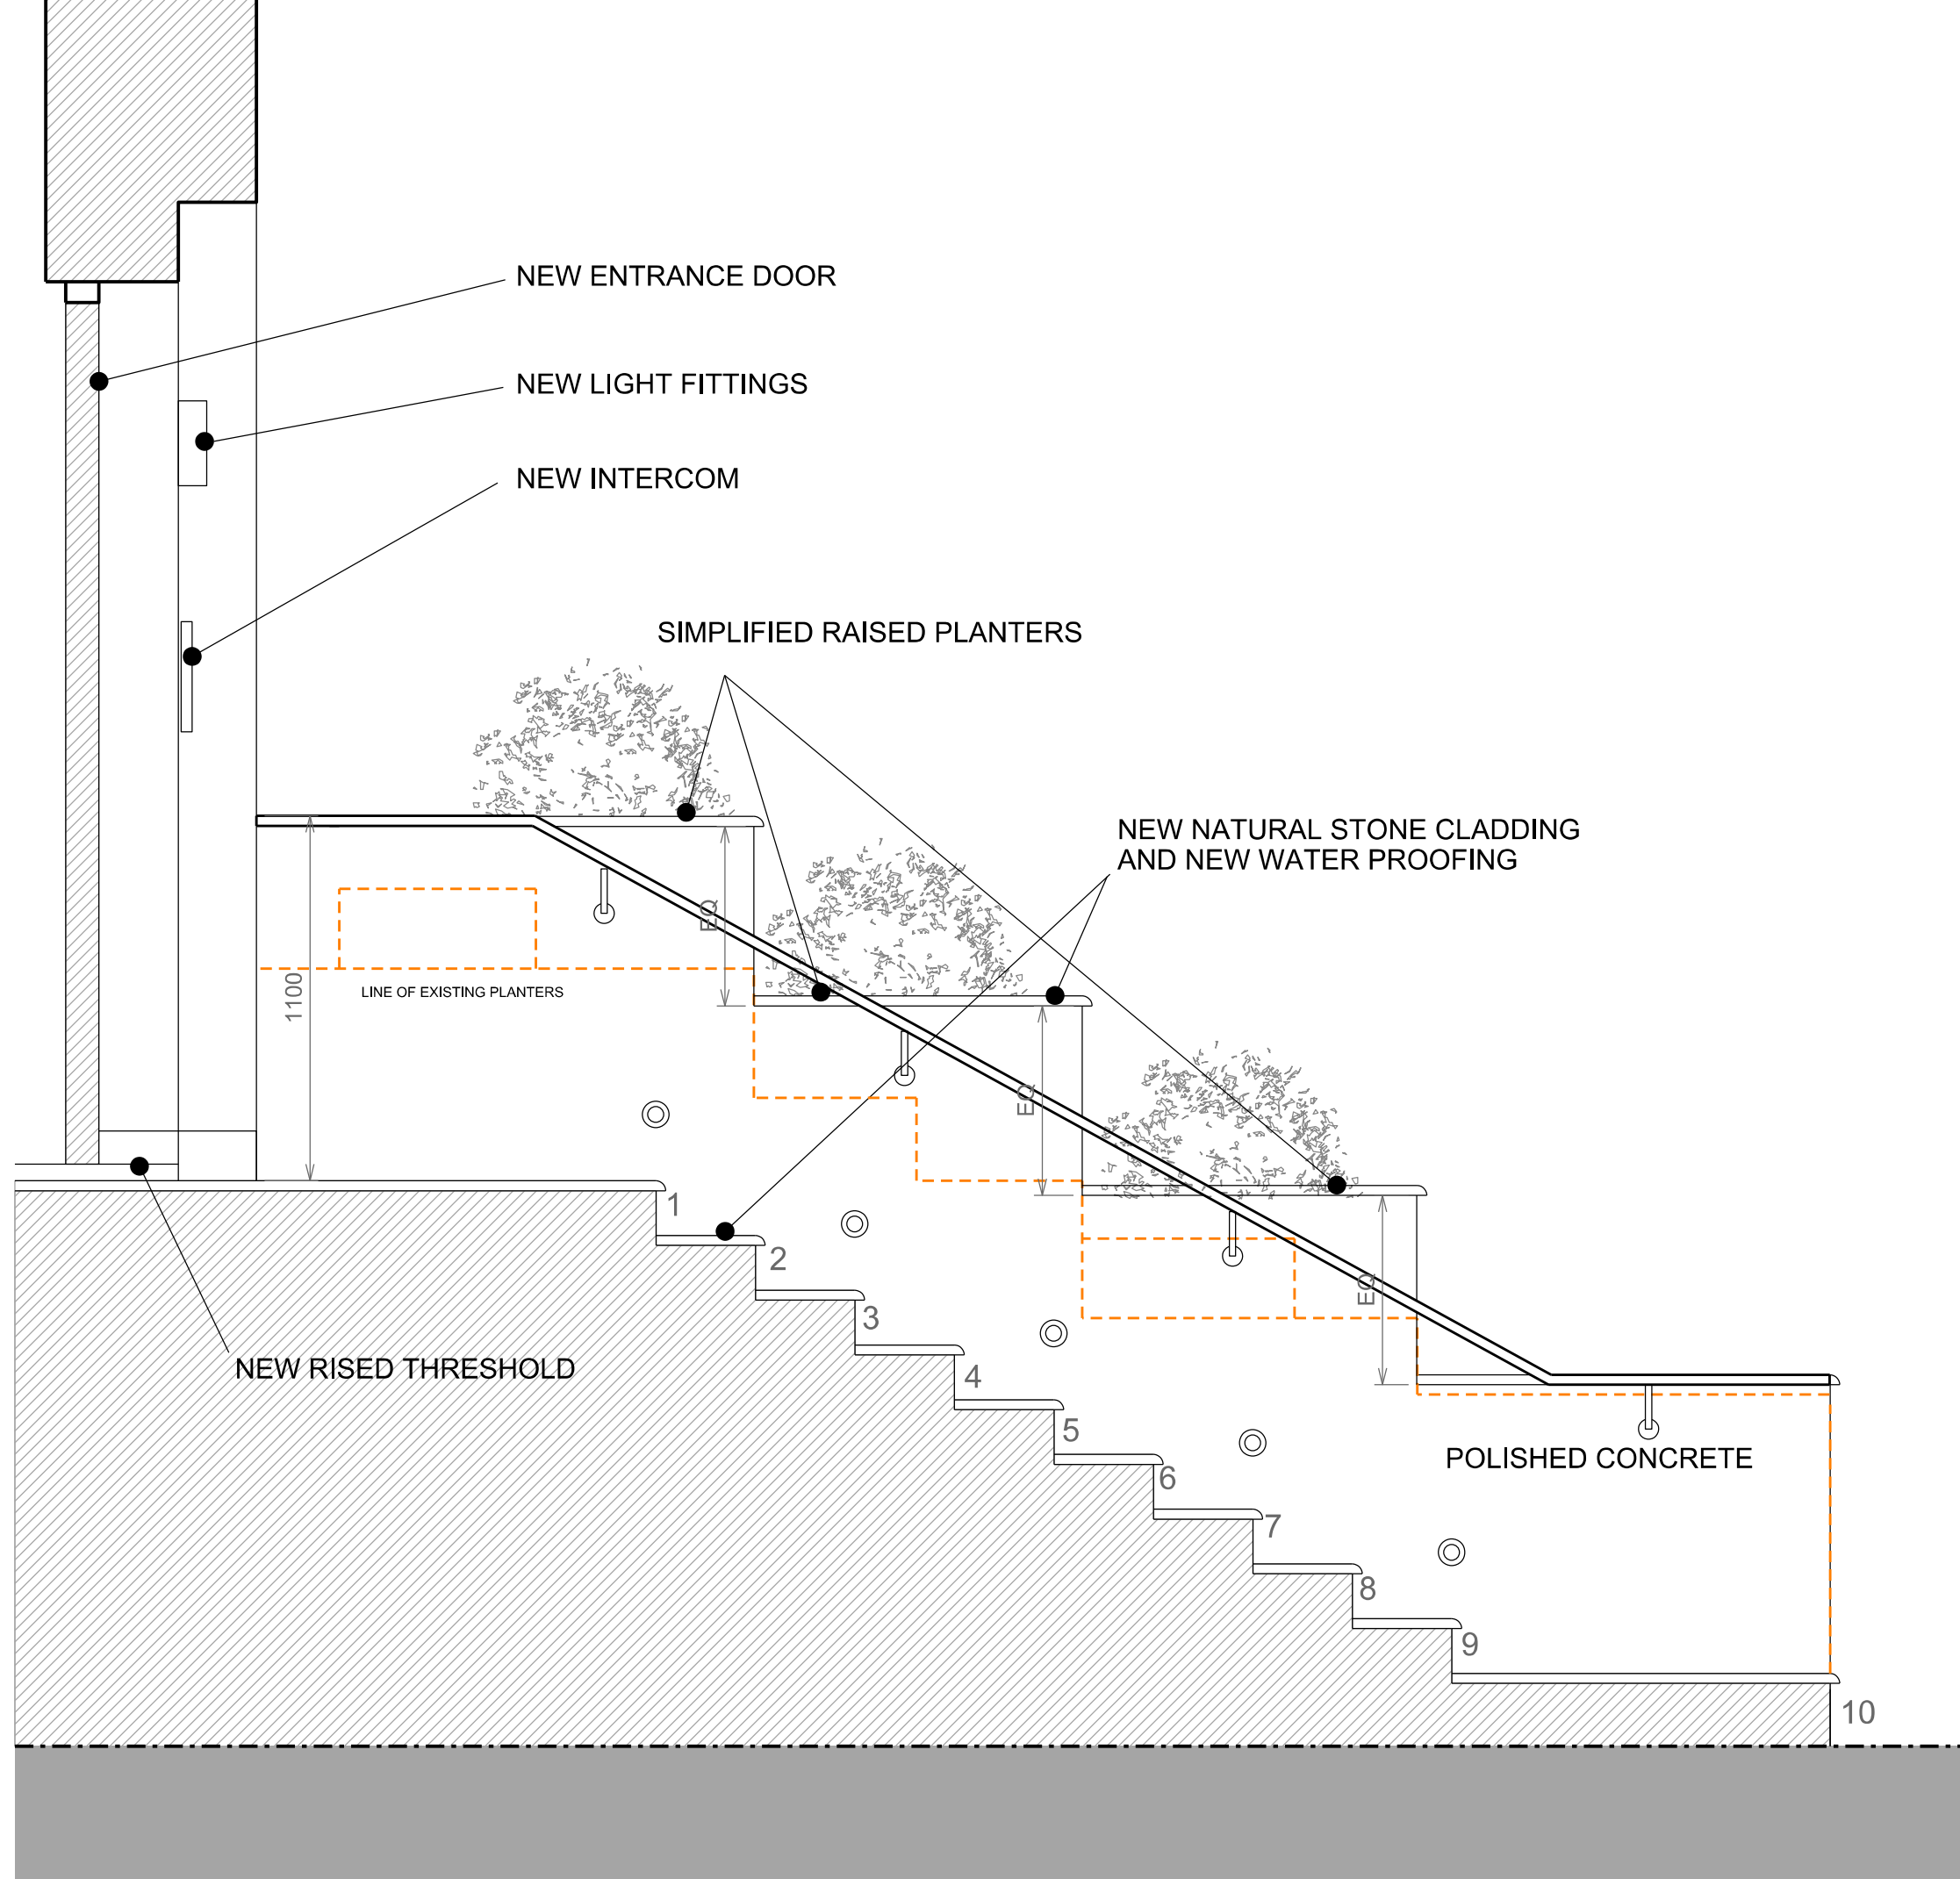 NEW ENTRANCE DOOR
NEW LIGHT FITTINGS
NEW INTERCOM
SIMPLIFIED RAISED PLANTERS
NEW NATURAL STONE CLADDING
AND NEW WATER PROOFING
EQ
LINE OF EXISTING PLANTERS
1100
EQ
1
2
EQ
3
NEW RISED THRESHOLD
4
5
POLISHED CONCRETE
6
7
8
9
10